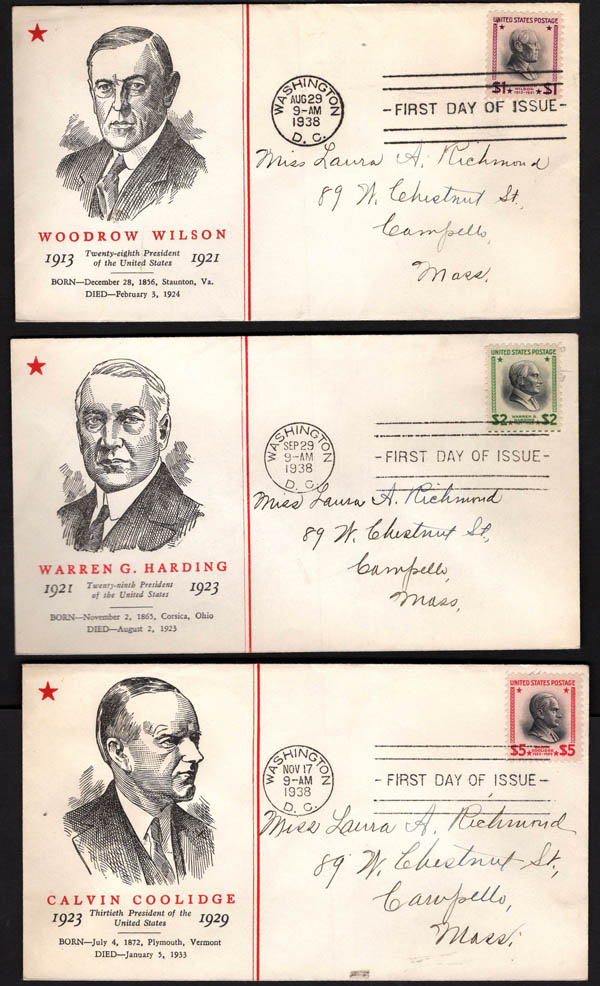 WOODROW WILSON
1913 Twenty-eighth President of the United States 1921
BORN—December 28, 1856, Staunton, Va.
DIED—February 3, 1924
WASHINGTON
AUG 29
9-AM
1938
D. C.
UNITED STATES POSTAGE
$1 WILSON $1
-FIRST DAY OF ISSUE-
Miss Laura A. Richmond
89 W. Chestnut St.,
Campello,
Mass.
WARREN G. HARDING
1921 Twenty-ninth President of the United States 1923
BORN—November 2, 1865, Corsica, Ohio
DIED—August 2, 1923
WASHINGTON
SEP 29
9-AM
1938
D. C.
UNITED STATES POSTAGE
WARREN G.
HARDING
$2 $2
-FIRST DAY OF ISSUE-
Miss Laura A. Richmond
89 W. Chestnut St.,
Campello,
Mass,
CALVIN COOLIDGE
1923 Thirtieth President of the United States 1929
BORN—July 4, 1872, Plymouth, Vermont
DIED—January 5, 1933
WASHINGTON
NOV 17
9-AM
1938
D. C.
UNITED STATES POSTAGE
COOLIDGE
$5 $5
-FIRST DAY OF ISSUE-
Miss Laura A. Richmond
89 W. Chestnut St.,
Campello,
Mass.